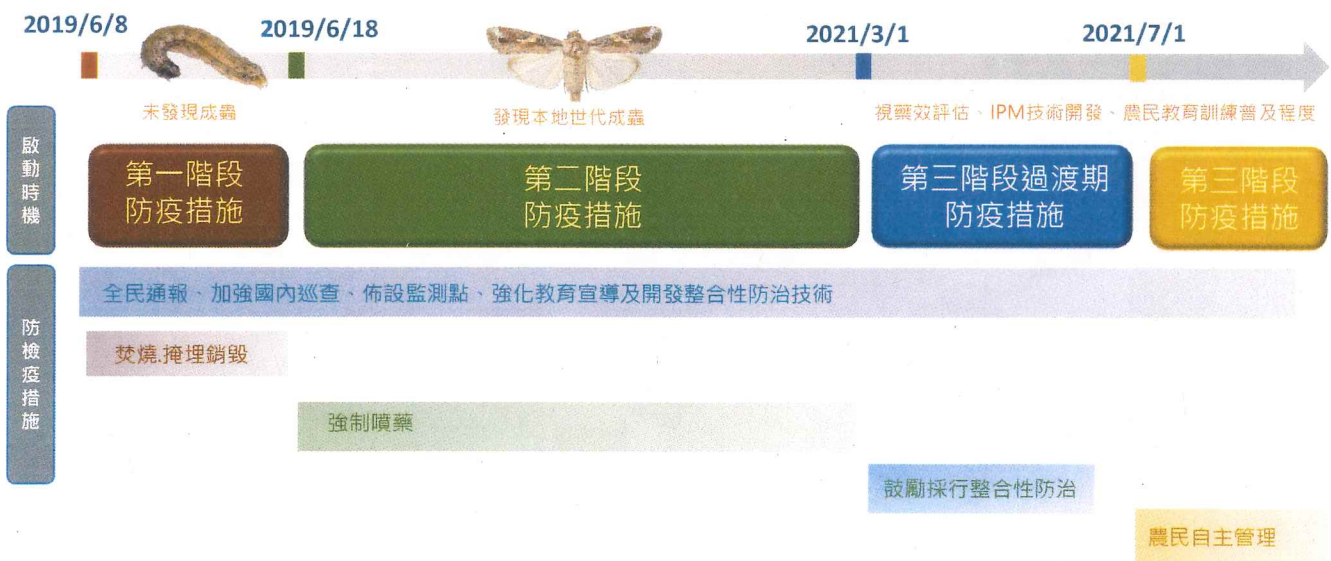 2019/6/8
2019/6/18
2021/3/1
2021/7/1
未發現成蟲
發現本地世代成蟲
視藥效評估、IPM技術開發、農民教育訓練普及程度
啟動時機
第一階段
防疫措施
第二階段
防疫措施
第三階段過渡期
防疫措施
第三階段
防疫措施
防檢疫措施
全民通報、加強國內巡查、佈設監測點、強化教育宣導及開發整合性防治技術
焚燒.掩埋銷毀
強制噴藥
鼓勵採行整合性防治
農民自主管理